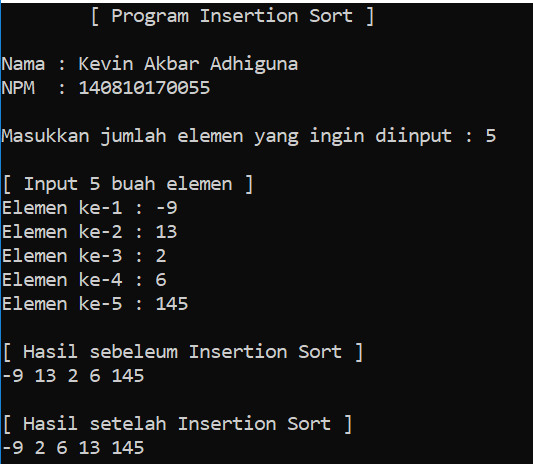 [ Program Insertion Sort ]
Nama : Kevin Akbar Adhiguna
NPM : 140810170055
Masukkan jumlah elemen yang ingin diinput : 5
[ Input 5 buah elemen ]
Elemen ke-1 : -9
Elemen ke-2 : 13
Elemen ke-3 : 2
Elemen ke-4 : 6
Elemen ke-5 : 145
[ Hasil sebeleum Insertion Sort ]
-9 13 2 6 145
[ Hasil setelah Insertion Sort ]
-9 2 6 13 145